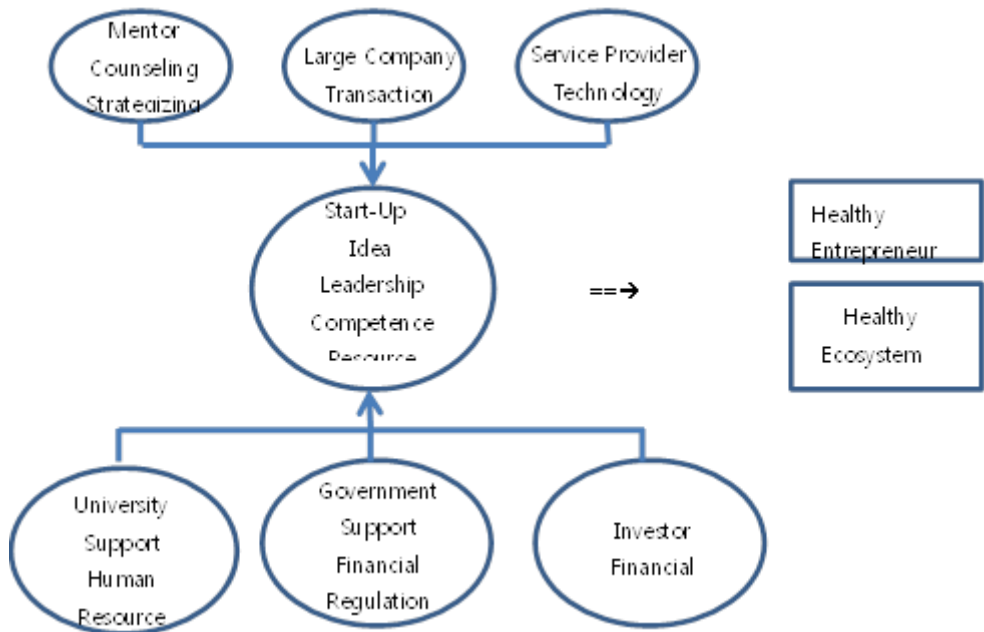 Mentor
Counseling
Strategizing
Large Company
Transaction
Service Provider
Technology
Start-Up
Idea
Leadership
Competence
Resource
==→
Healthy
Entrepreneur
Healthy
Ecosystem
University
Support
Human
Resource
Government
Support
Financial
Regulation
Investor
Financial